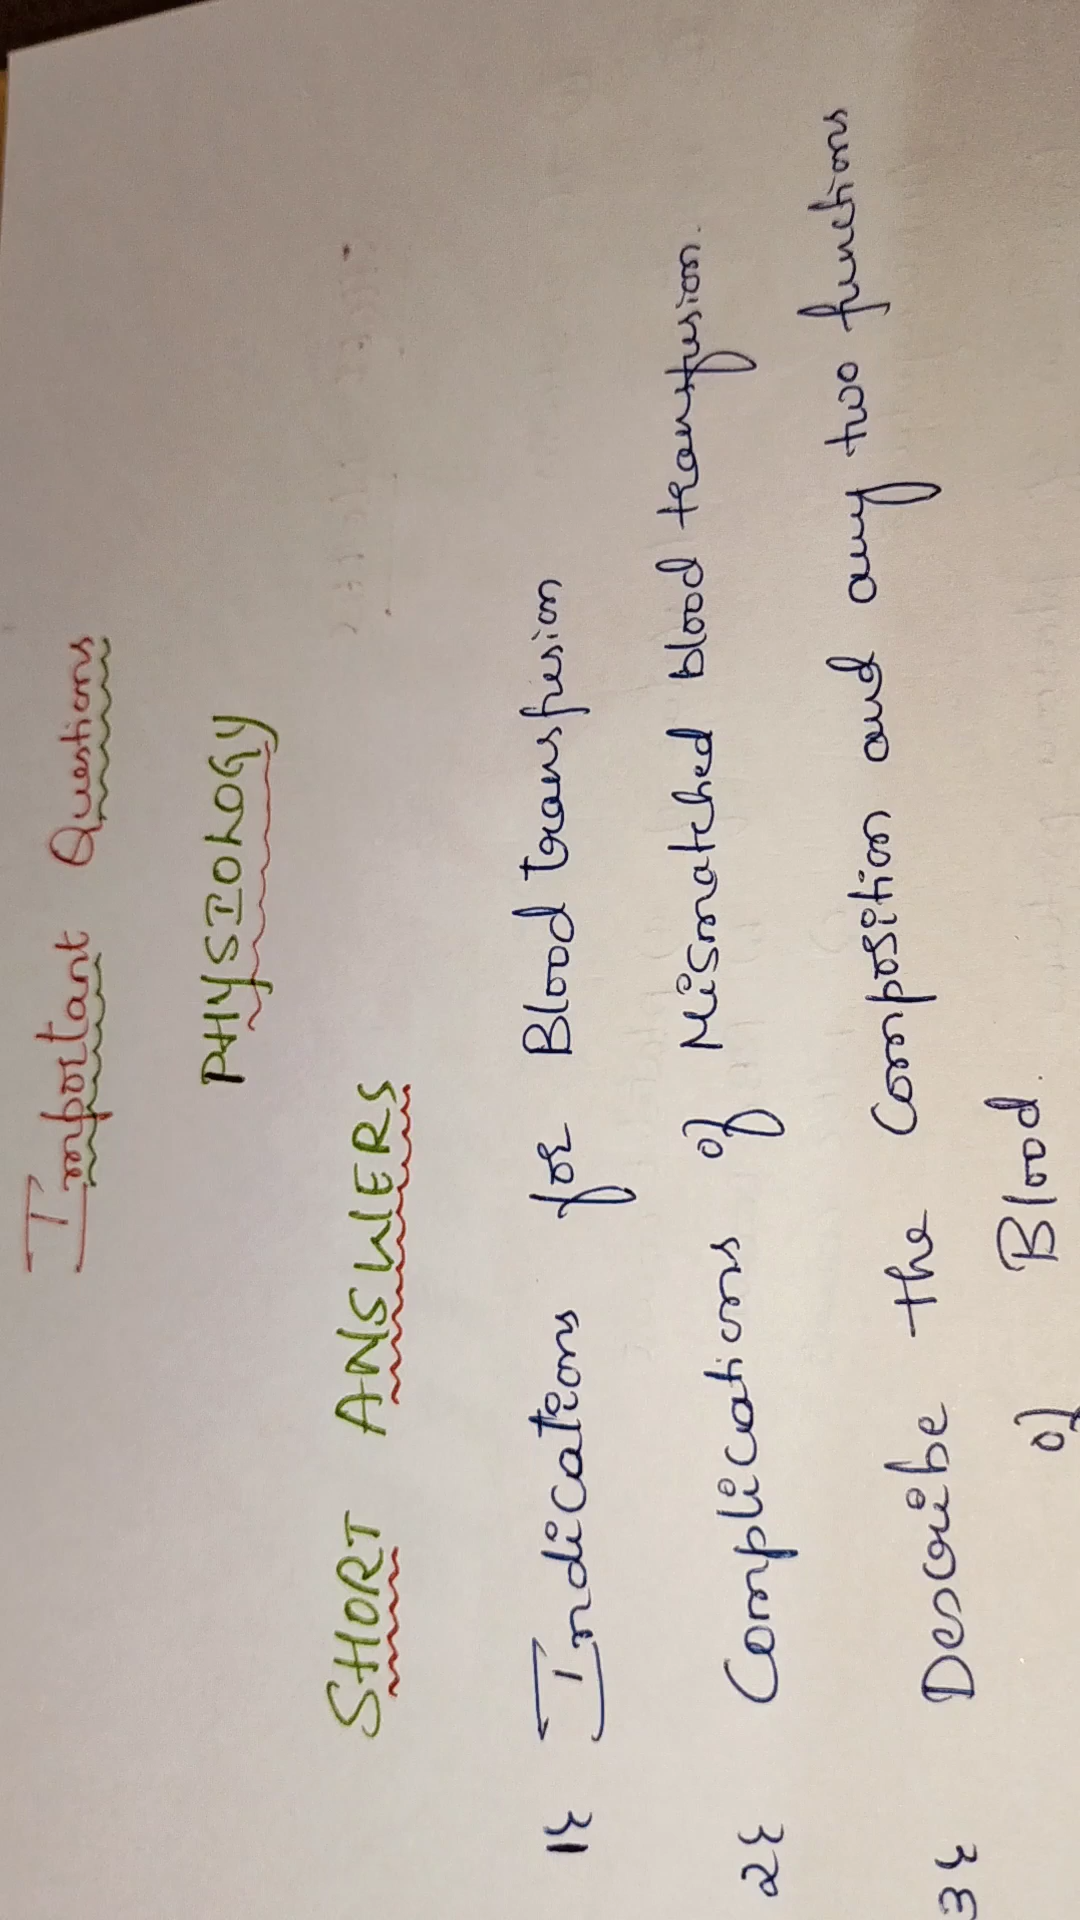 Important Questions
PHYSIOLOGY
SHORT ANSWERS
1} Indications for Blood transfusion
2} Complications of Mismatched blood transfusion.
3} Describe the Composition and any two functions
of Blood.